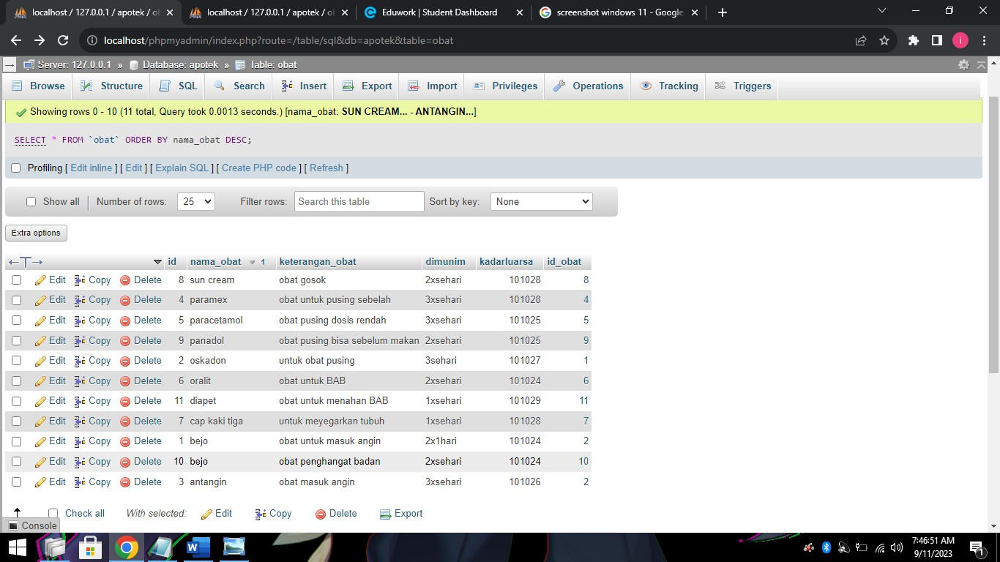 localhost / 127.0.0.1 / apotek / ob
localhost / 127.0.0.1 / apotek / ob
Eduwork | Student Dashboard
screenshot windows 11 - Google
localhost/phpmyadmin/index.php?route=/table/sql&db=apotek&table=obat
i
Server: 127.0.0.1 » Database: apotek » Table: obat
Browse Structure SQL Search Insert Export Import Privileges Operations Tracking Triggers
Showing rows 0 - 10 (11 total, Query took 0.0013 seconds.) [nama_obat: SUN CREAM... - ANTANGIN...]
SELECT * FROM `obat` ORDER BY nama_obat DESC;
Profiling [ Edit inline ] [ Edit ] [ Explain SQL ] [ Create PHP code ] [ Refresh ]
Show all Number of rows: 25 Filter rows: Search this table Sort by key: None
Extra options
←T→ id nama_obat 1 keterangan_obat dimunim kadarluarsa id_obat
Edit Copy Delete 8 sun cream obat gosok 2xsehari 101028 8
Edit Copy Delete 4 paramex obat untuk pusing sebelah 3xsehari 101028 4
Edit Copy Delete 5 paracetamol obat pusing dosis rendah 3xsehari 101025 5
Edit Copy Delete 9 panadol obat pusing bisa sebelum makan 2xsehari 101025 9
Edit Copy Delete 2 oskadon untuk obat pusing 3sehari 101027 1
Edit Copy Delete 6 oralit obat untuk BAB 2xsehari 101024 6
Edit Copy Delete 11 diapet obat untuk menahan BAB 1xsehari 101029 11
Edit Copy Delete 7 cap kaki tiga untuk meyegarkan tubuh 1xsehari 101028 7
Edit Copy Delete 1 bejo obat untuk masuk angin 2x1hari 101024 2
Edit Copy Delete 10 bejo obat penghangat badan 2xsehari 101024 10
Edit Copy Delete 3 antangin obat masuk angin 3xsehari 101026 2
Check all With selected: Edit Copy Delete Export
Console
7:46:51 AM
9/11/2023
1